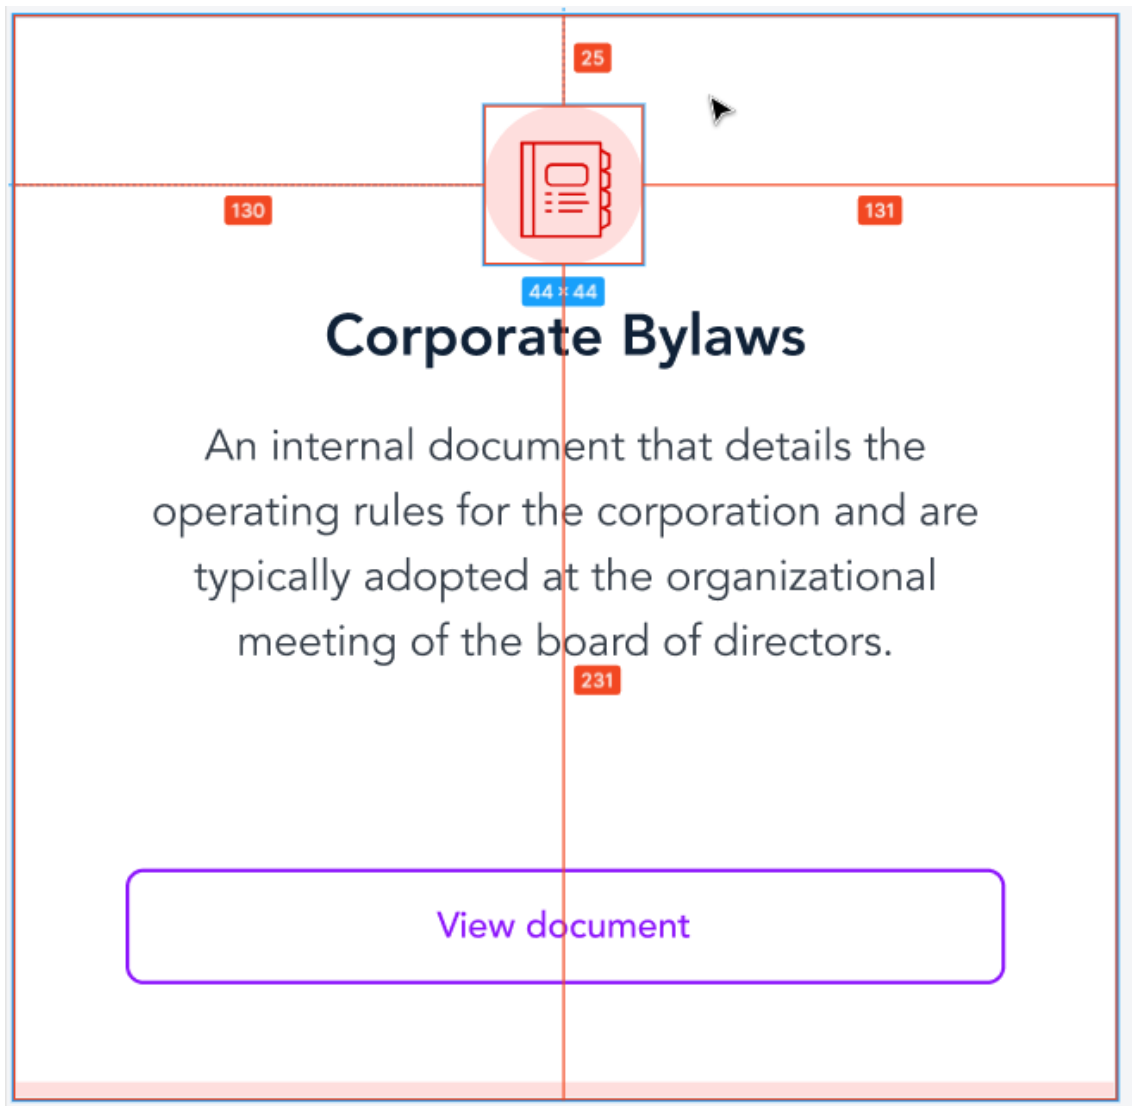 25
130
131
44 × 44
Corporate Bylaws
An internal document that details the
operating rules for the corporation and are
typically adopted at the organizational
meeting of the board of directors.
231
View document